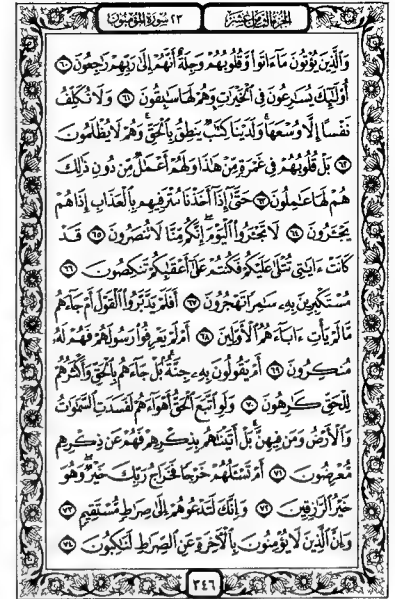 الجزء الثامن عشر ٢٣ سورة المؤمنون
وَالَّذِينَ يُؤْتُونَ مَآ ءَاتَوا۟ وَّقُلُوبُهُمْ وَجِلَةٌ أَنَّهُمْ إِلَىٰ رَبِّهِمْ رَٰجِعُونَ ٦٠
أُو۟لَٰٓئِكَ يُسَٰرِعُونَ فِى ٱلْخَيْرَٰتِ وَهُمْ لَهَا سَٰبِقُونَ ٦١ وَلَا نُكَلِّفُ
نَفْسًا إِلَّا وُسْعَهَا وَلَدَيْنَا كِتَٰبٌ يَنطِقُ بِٱلْحَقِّ وَهُمْ لَا يُظْلَمُونَ
٦٢ بَلْ قُلُوبُهُمْ فِى غَمْرَةٍ مِّنْ هَٰذَا وَلَهُمْ أَعْمَٰلٌ مِّن دُونِ ذَٰلِكَ
هُمْ لَهَا عَٰمِلُونَ ٦٣ حَتَّىٰٓ إِذَآ أَخَذْنَا مُتْرَفِيهِم بِٱلْعَذَابِ إِذَا هُمْ
يَجْـَٔرُونَ ٦٤ لَا تَجْـَٔرُوا۟ ٱلْيَوْمَ إِنَّكُم مِّنَّا لَا تُنصَرُونَ ٦٥ قَدْ
كَانَتْ ءَايَٰتِى تُتْلَىٰ عَلَيْكُمْ فَكُنتُمْ عَلَىٰٓ أَعْقَٰبِكُمْ تَنكِصُونَ ٦٦
مُسْتَكْبِرِينَ بِهِۦ سَٰمِرًا تَهْجُرُونَ ٦٧ أَفَلَمْ يَدَّبَّرُوا۟ ٱلْقَوْلَ أَمْ جَآءَهُم
مَّا لَمْ يَأْتِ ءَابَآءَهُمُ ٱلْأَوَّلِينَ ٦٨ أَمْ لَمْ يَعْرِفُوا۟ رَسُولَهُمْ فَهُمْ لَهُۥ
مُنكِرُونَ ٦٩ أَمْ يَقُولُونَ بِهِۦ جِنَّةٌۢ بَلْ جَآءَهُم بِٱلْحَقِّ وَأَكْثَرُهُمْ
لِلْحَقِّ كَٰرِهُونَ ٧٠ وَلَوِ ٱتَّبَعَ ٱلْحَقُّ أَهْوَآءَهُمْ لَفَسَدَتِ ٱلسَّمَٰوَٰتُ
وَٱلْأَرْضُ وَمَن فِيهِنَّ بَلْ أَتَيْنَٰهُم بِذِكْرِهِمْ فَهُمْ عَن ذِكْرِهِم
مُّعْرِضُونَ ٧١ أَمْ تَسْـَٔلُهُمْ خَرْجًا فَخَرَاجُ رَبِّكَ خَيْرٌ وَهُوَ
خَيْرُ ٱلرَّٰزِقِينَ ٧٢ وَإِنَّكَ لَتَدْعُوهُمْ إِلَىٰ صِرَٰطٍ مُّسْتَقِيمٍ ٧٣
وَإِنَّ ٱلَّذِينَ لَا يُؤْمِنُونَ بِٱلْءَاخِرَةِ عَنِ ٱلصِّرَٰطِ لَنَٰكِبُونَ ٧٤
٣٤٦